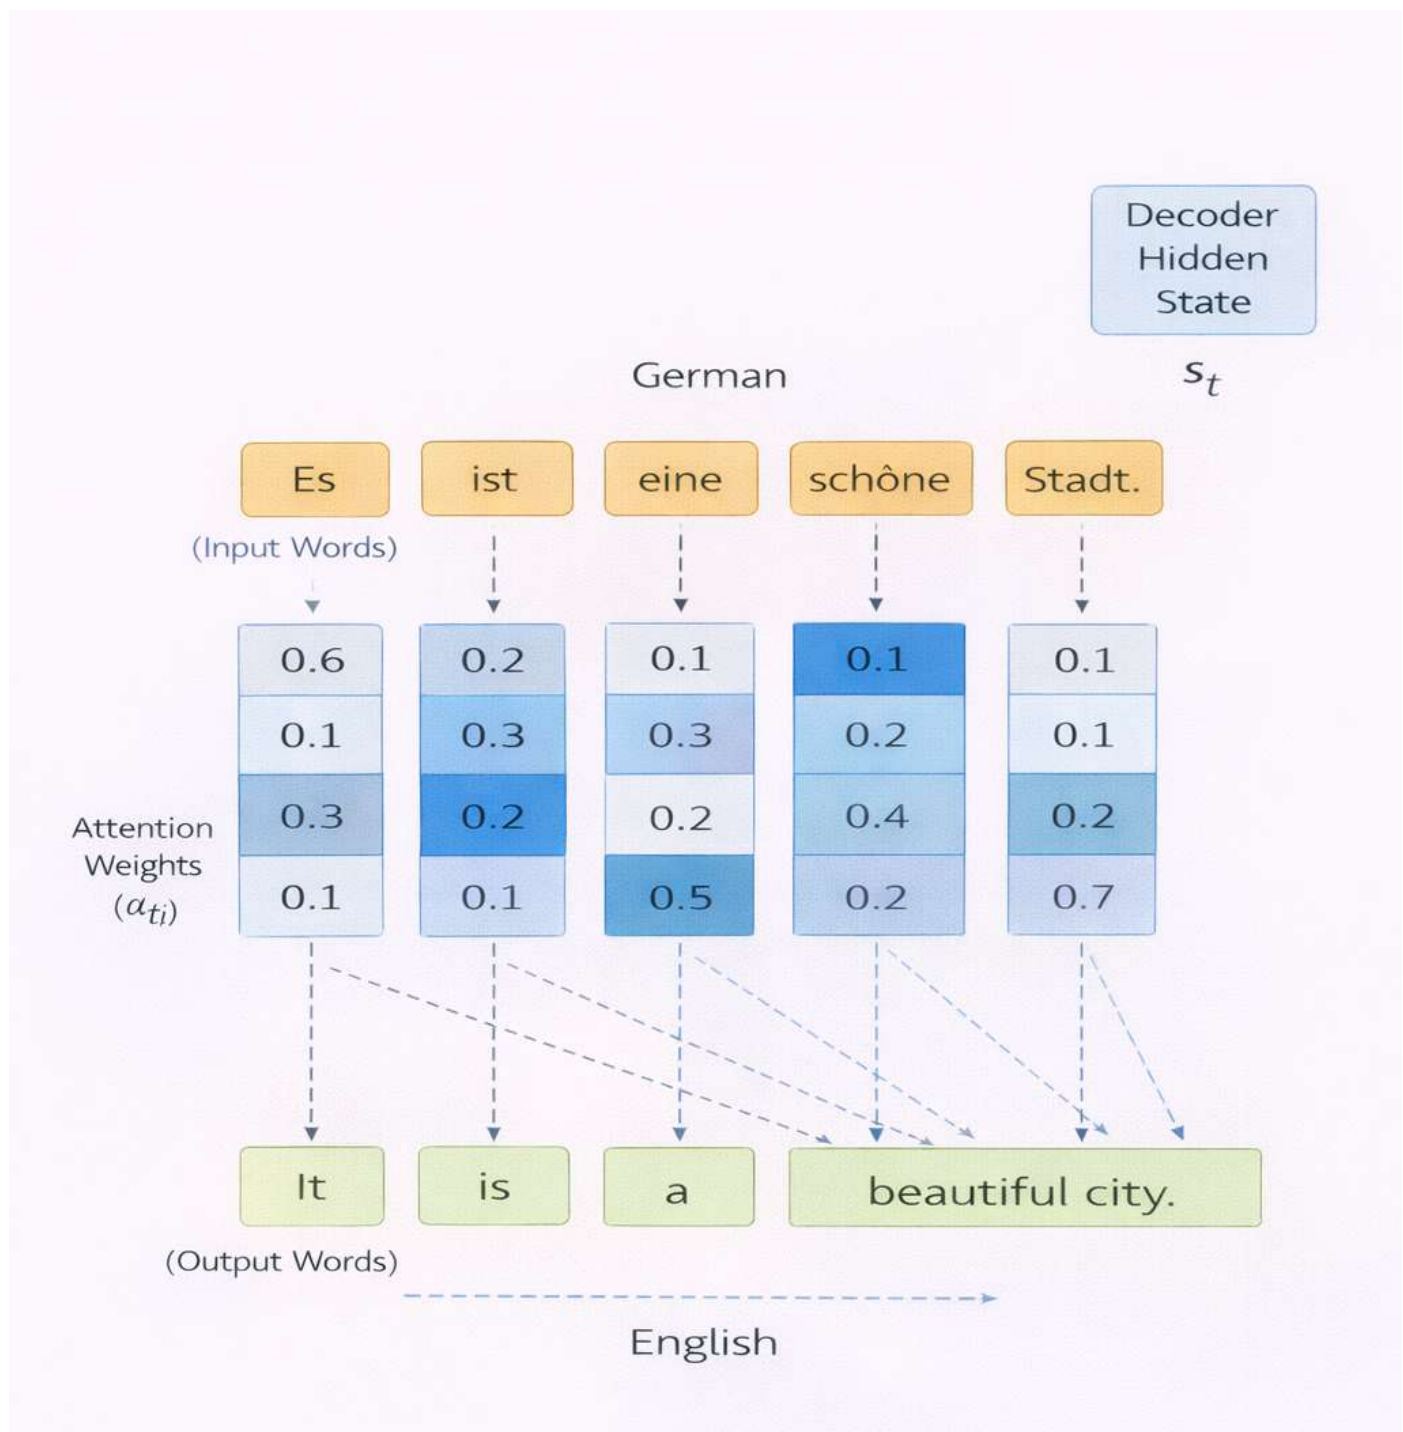 Decoder
Hidden
State
s_t
German
Es ist eine schône Stadt.
(Input Words)
0.6 0.2 0.1 0.1 0.1
0.1 0.3 0.3 0.2 0.1
0.3 0.2 0.2 0.4 0.2
0.1 0.1 0.5 0.2 0.7
Attention
Weights
(α_ti)
It is a beautiful city.
(Output Words)
English